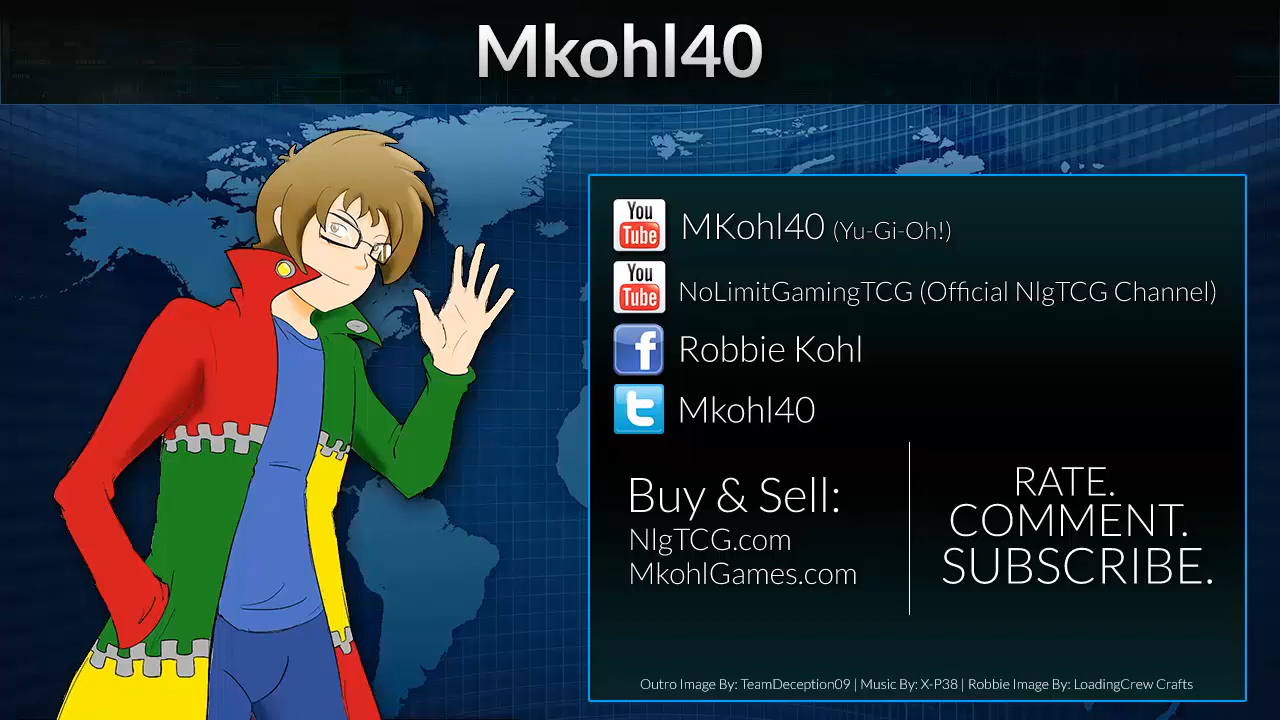 Mkohl40
You
Tube
MKohl40 (Yu-Gi-Oh!)
You
Tube
NoLimitGamingTCG (Official NlgTCG Channel)
f
Robbie Kohl
t
Mkohl40
Buy & Sell:
NlgTCG.com
MkohlGames.com
RATE.
COMMENT.
SUBSCRIBE.
Outro Image By: TeamDeception09 | Music By: X-P38 | Robbie Image By: LoadingCrew Crafts